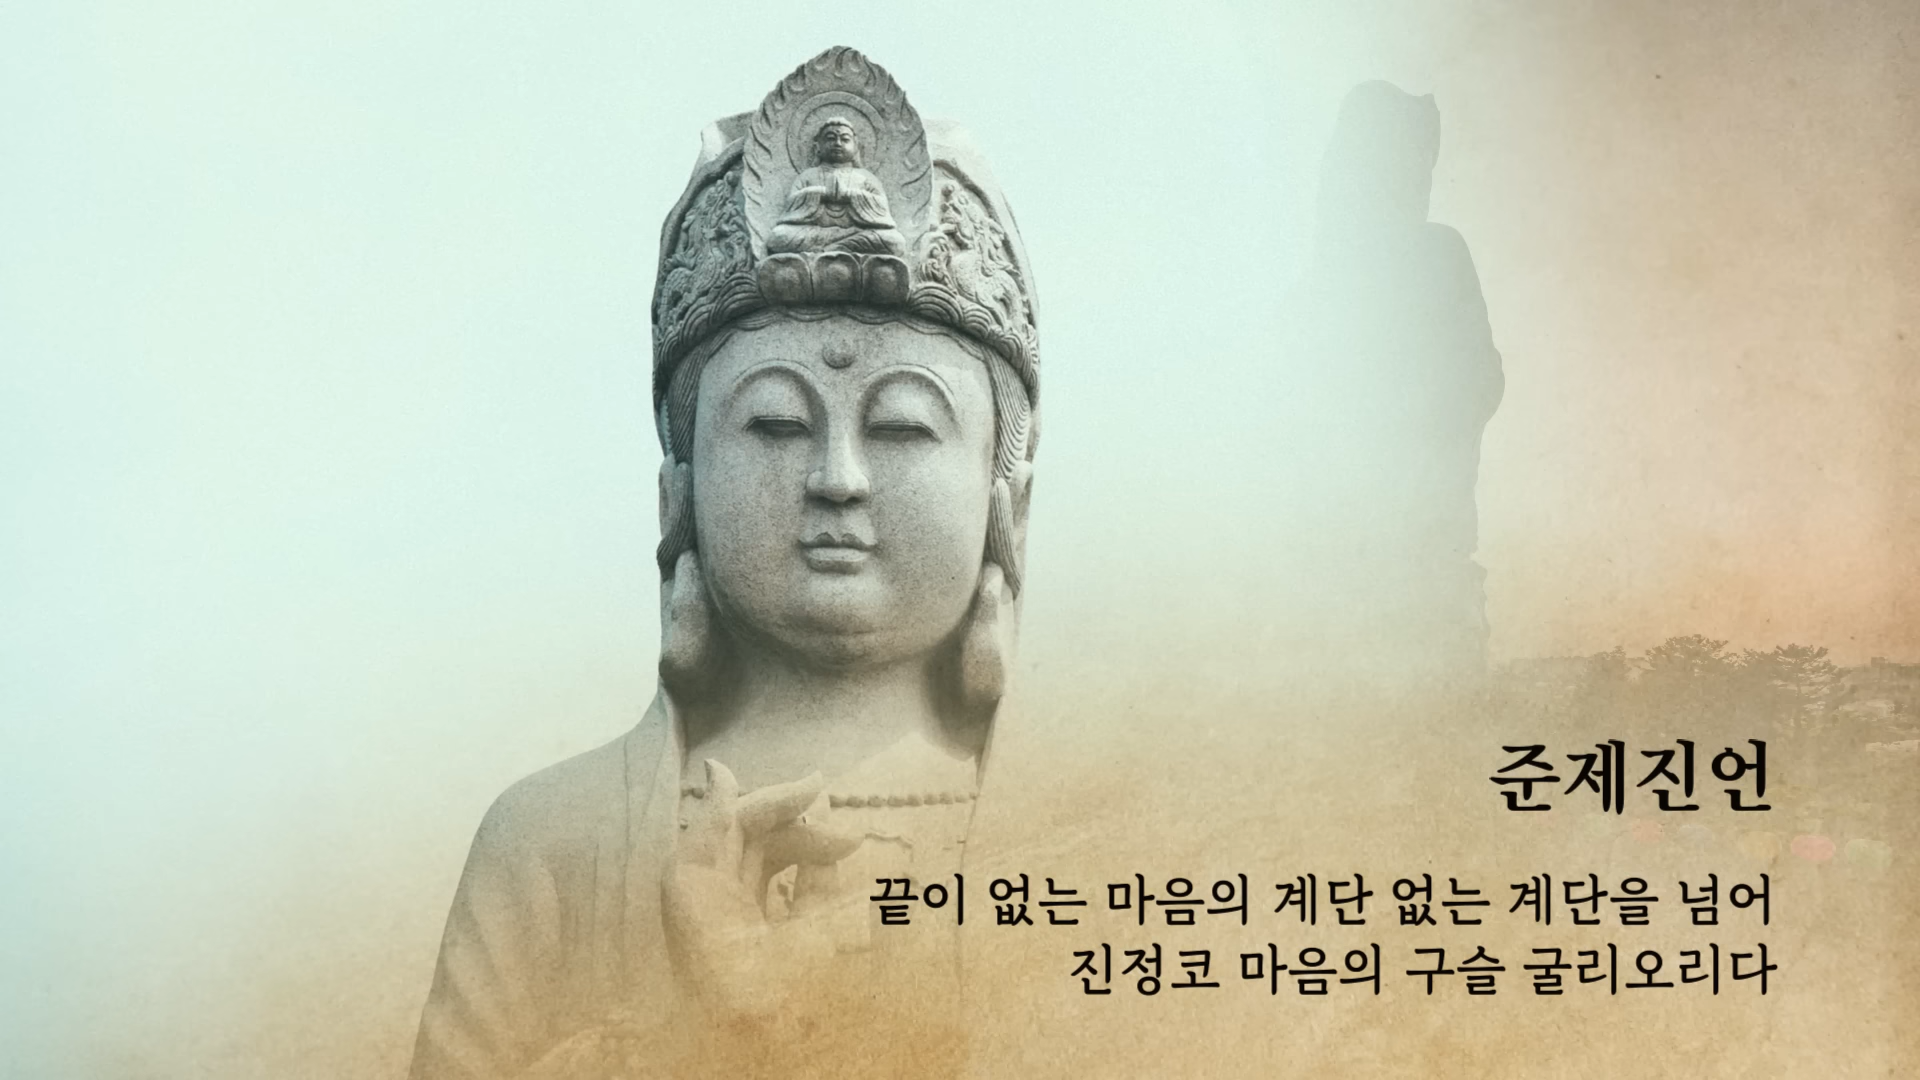 준제진언
끝이 없는 마음의 계단 없는 계단을 넘어
진정코 마음의 구슬 굴리오리다